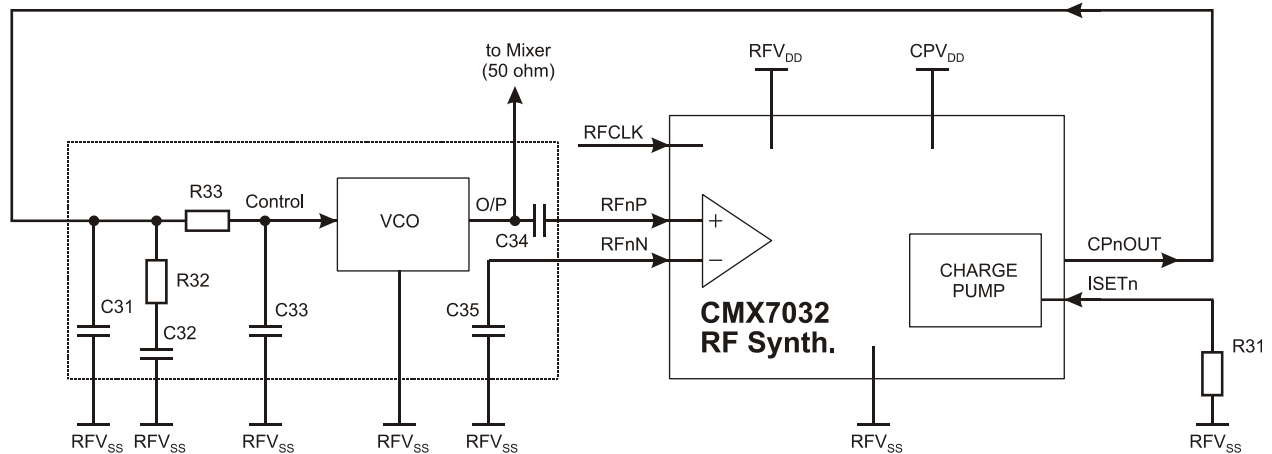 to Mixer
(50 ohm)
RFV_DD
CPV_DD
RFCLK
R33
Control
VCO
O/P
C34
RFnP
RFnN
+
−
CPnOUT
CHARGE
PUMP
ISETn
R32
C31
C32
C33
C35
CMX7032
RF Synth.
R31
RFV_SS
RFV_SS
RFV_SS
RFV_SS
RFV_SS
RFV_SS
RFV_SS